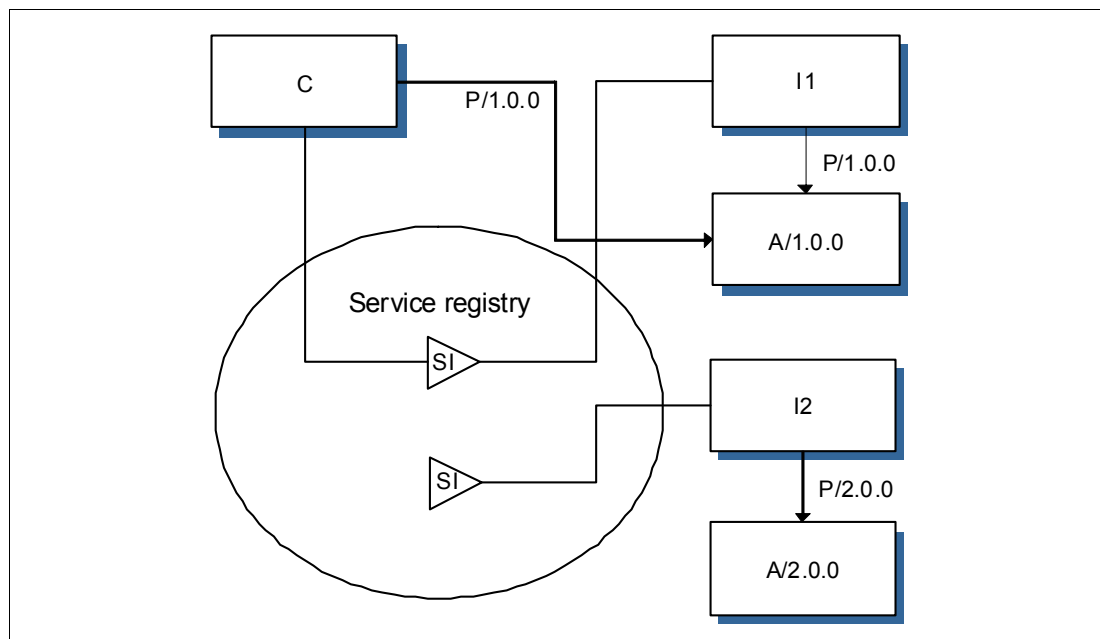 C
P/1.0.0
I1
P/1.0.0
A/1.0.0
Service registry
SI
I2
SI
P/2.0.0
A/2.0.0